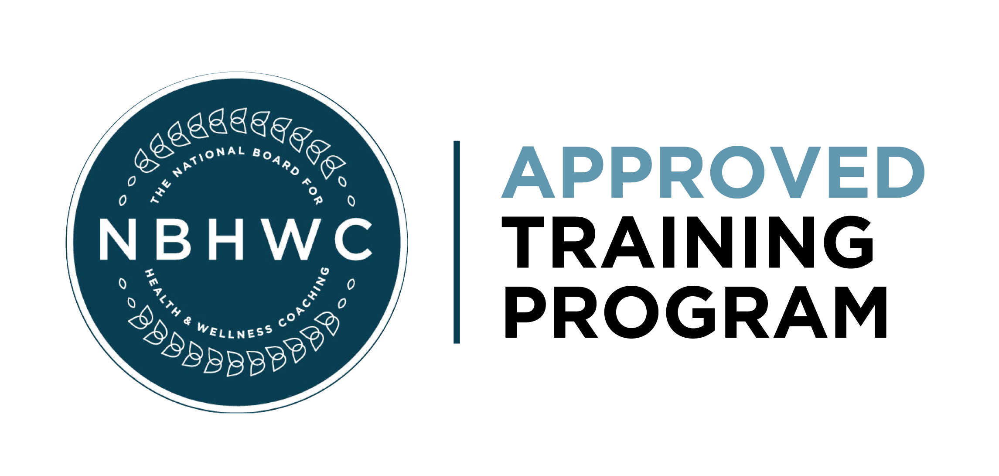 THE NATIONAL BOARD FOR
NBHWC
HEALTH & WELLNESS COACHING
APPROVED
TRAINING
PROGRAM